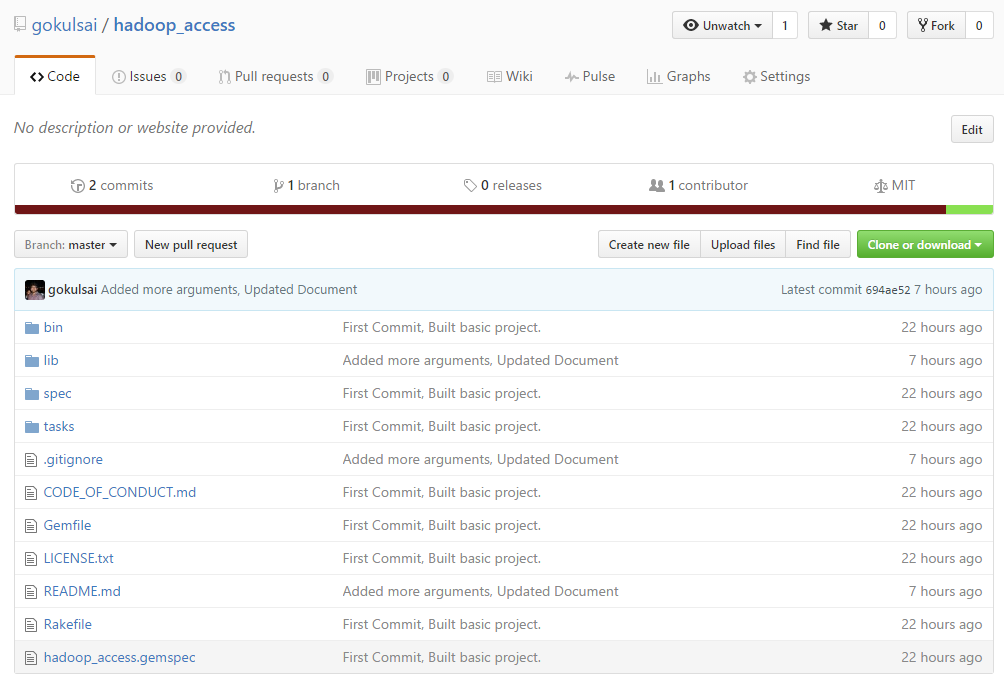 gokulsai / hadoop_access
Unwatch 1 Star 0 Fork 0
Code Issues 0 Pull requests 0 Projects 0 Wiki Pulse Graphs Settings
No description or website provided. Edit
2 commits 1 branch 0 releases 1 contributor MIT
Branch: master New pull request Create new file Upload files Find file Clone or download
gokulsai Added more arguments, Updated Document Latest commit 694ae52 7 hours ago
bin First Commit, Built basic project. 22 hours ago
lib Added more arguments, Updated Document 7 hours ago
spec First Commit, Built basic project. 22 hours ago
tasks First Commit, Built basic project. 22 hours ago
.gitignore Added more arguments, Updated Document 7 hours ago
CODE_OF_CONDUCT.md First Commit, Built basic project. 22 hours ago
Gemfile First Commit, Built basic project. 22 hours ago
LICENSE.txt First Commit, Built basic project. 22 hours ago
README.md Added more arguments, Updated Document 7 hours ago
Rakefile First Commit, Built basic project. 22 hours ago
hadoop_access.gemspec First Commit, Built basic project. 22 hours ago